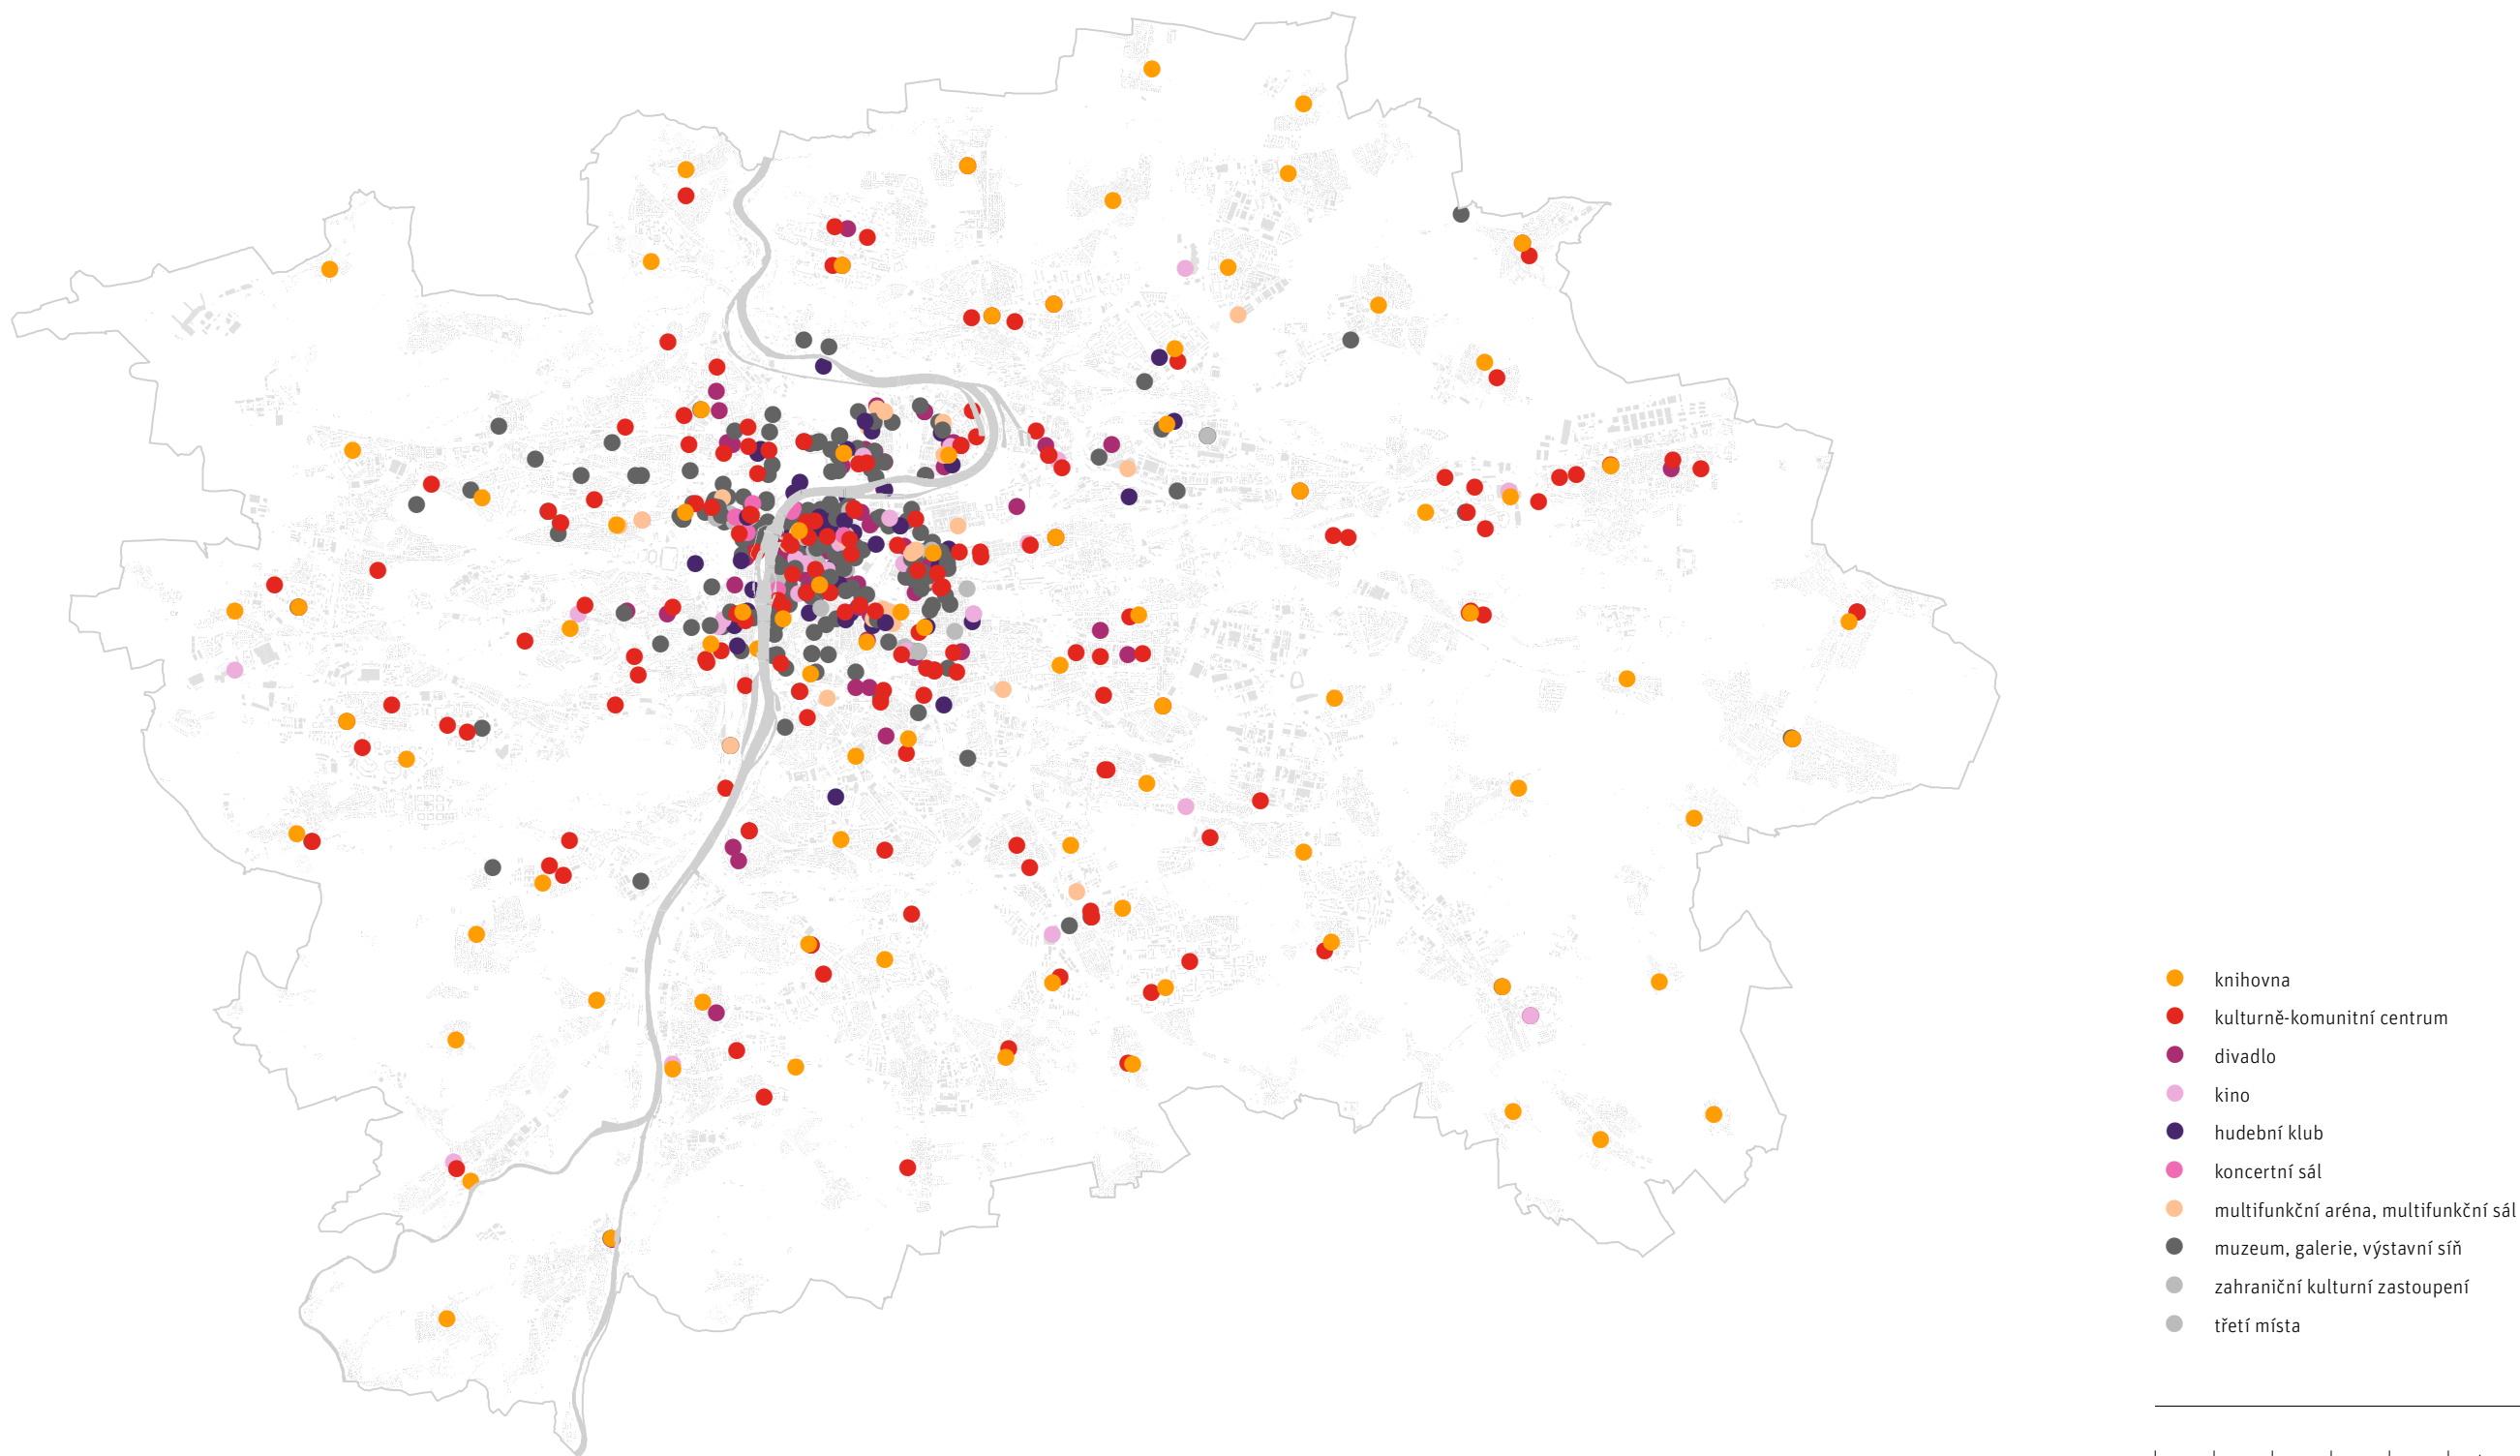 knihovna
kulturně-komunitní centrum
divadlo
kino
hudební klub
koncertní sál
multifunkční aréna, multifunkční sál
muzeum, galerie, výstavní síň
zahraniční kulturní zastoupení
třetí místa